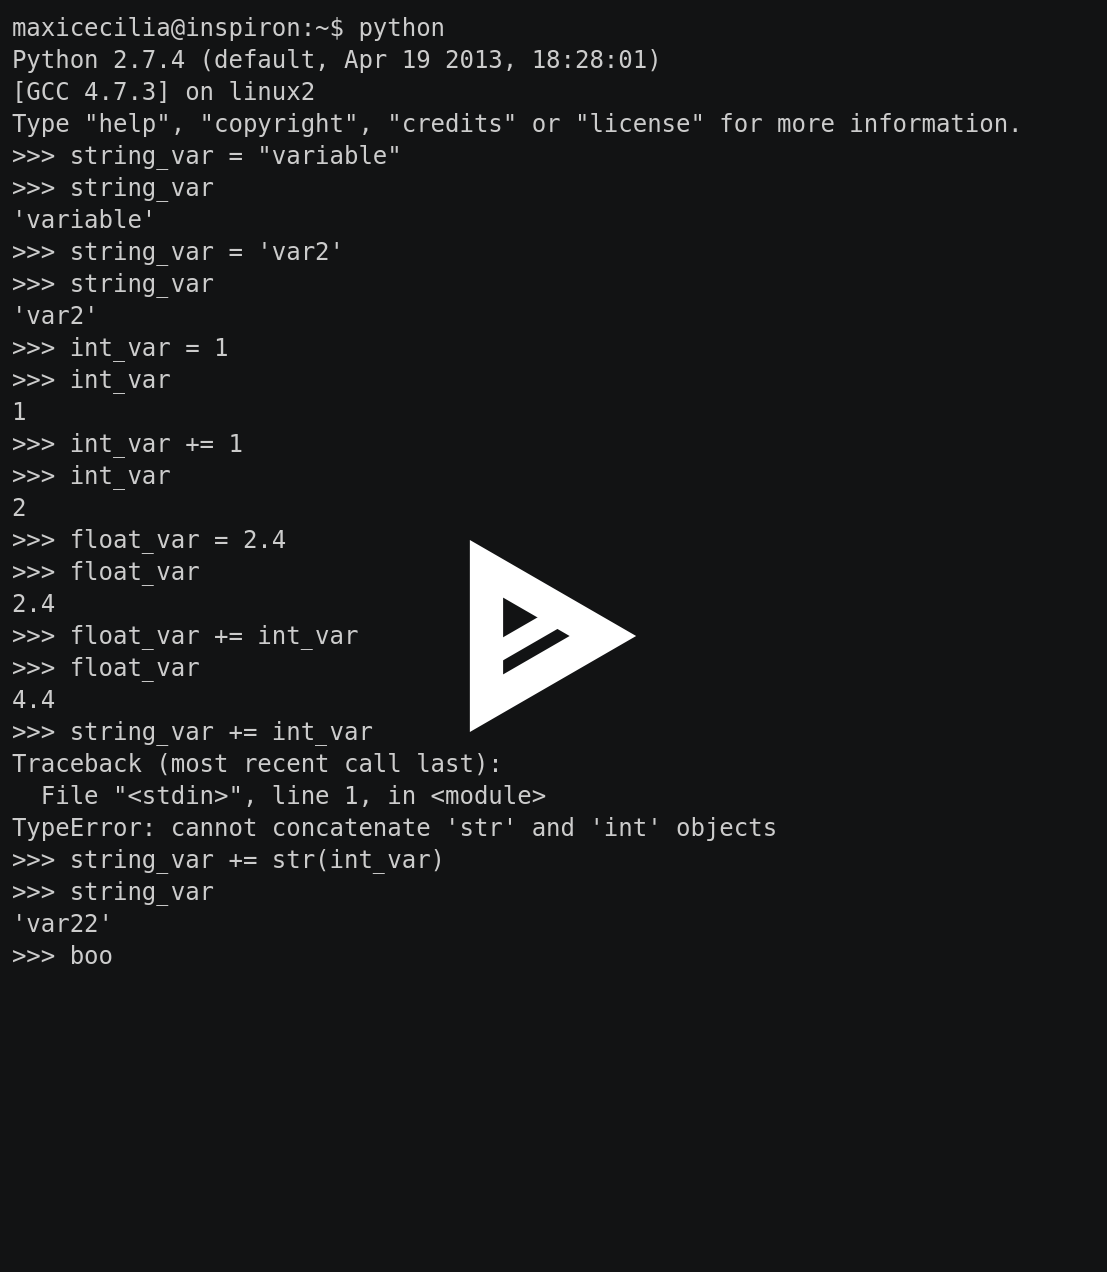 maxicecilia@inspiron:~$ python
Python 2.7.4 (default, Apr 19 2013, 18:28:01)
[GCC 4.7.3] on linux2
Type "help", "copyright", "credits" or "license" for more information.
>>> string_var = "variable"
>>> string_var
'variable'
>>> string_var = 'var2'
>>> string_var
'var2'
>>> int_var = 1
>>> int_var
1
>>> int_var += 1
>>> int_var
2
>>> float_var = 2.4
>>> float_var
2.4
>>> float_var += int_var
>>> float_var
4.4
>>> string_var += int_var
Traceback (most recent call last):
  File "<stdin>", line 1, in <module>
TypeError: cannot concatenate 'str' and 'int' objects
>>> string_var += str(int_var)
>>> string_var
'var22'
>>> boo